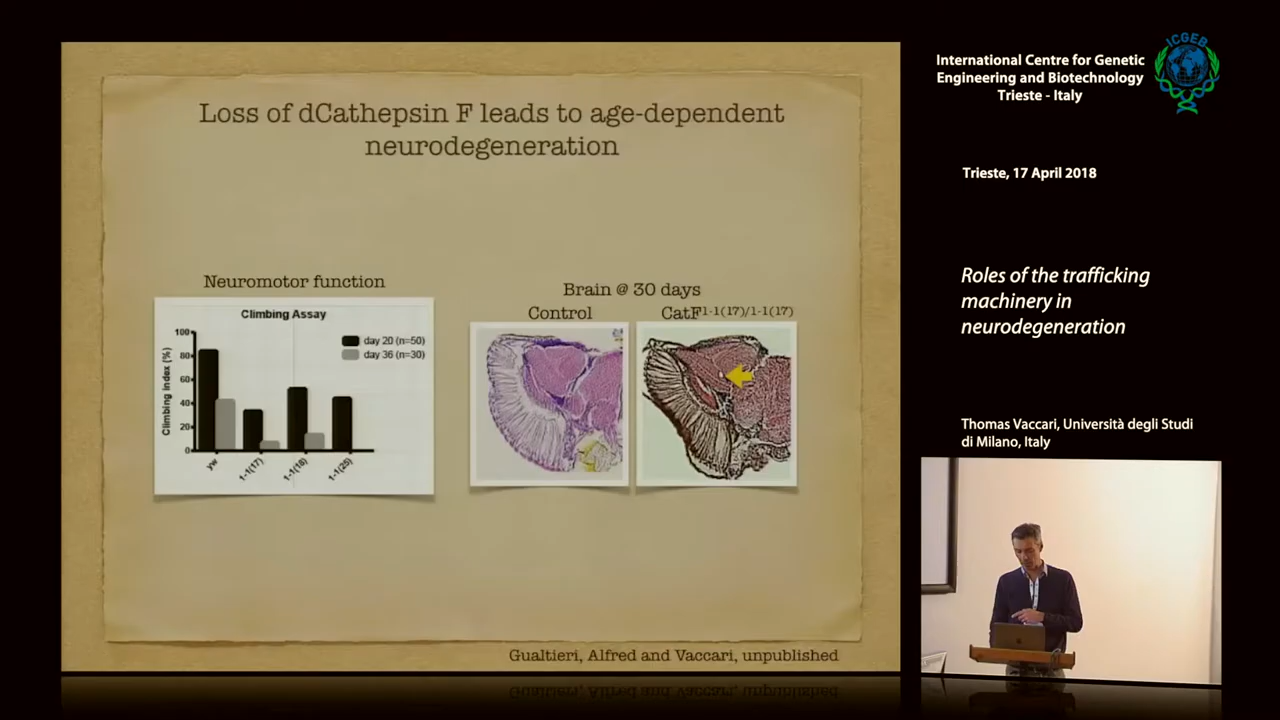 Loss of dCathepsin F leads to age-dependent
neurodegeneration
Neuromotor function
Climbing Assay
Climbing index (%)
100
80
60
40
20
0
day 20 (n=50)
day 36 (n=30)
yw
1-1(17)
1-1(18)
1-1(25)
Brain @ 30 days
Control
CatF1-1(17)/1-1(17)
Gualtieri, Alfred and Vaccari, unpublished
International Centre for Genetic
Engineering and Biotechnology
Trieste - Italy
ICGEB
Trieste, 17 April 2018
Roles of the trafficking
machinery in
neurodegeneration
Thomas Vaccari, Università degli Studi
di Milano, Italy